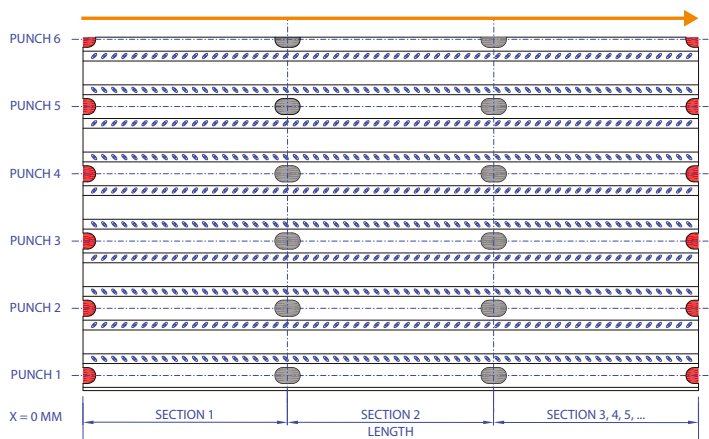 PUNCH 6
PUNCH 5
PUNCH 4
PUNCH 3
PUNCH 2
PUNCH 1
X = 0 MM
SECTION 1
SECTION 2
SECTION 3, 4, 5, ...
LENGTH